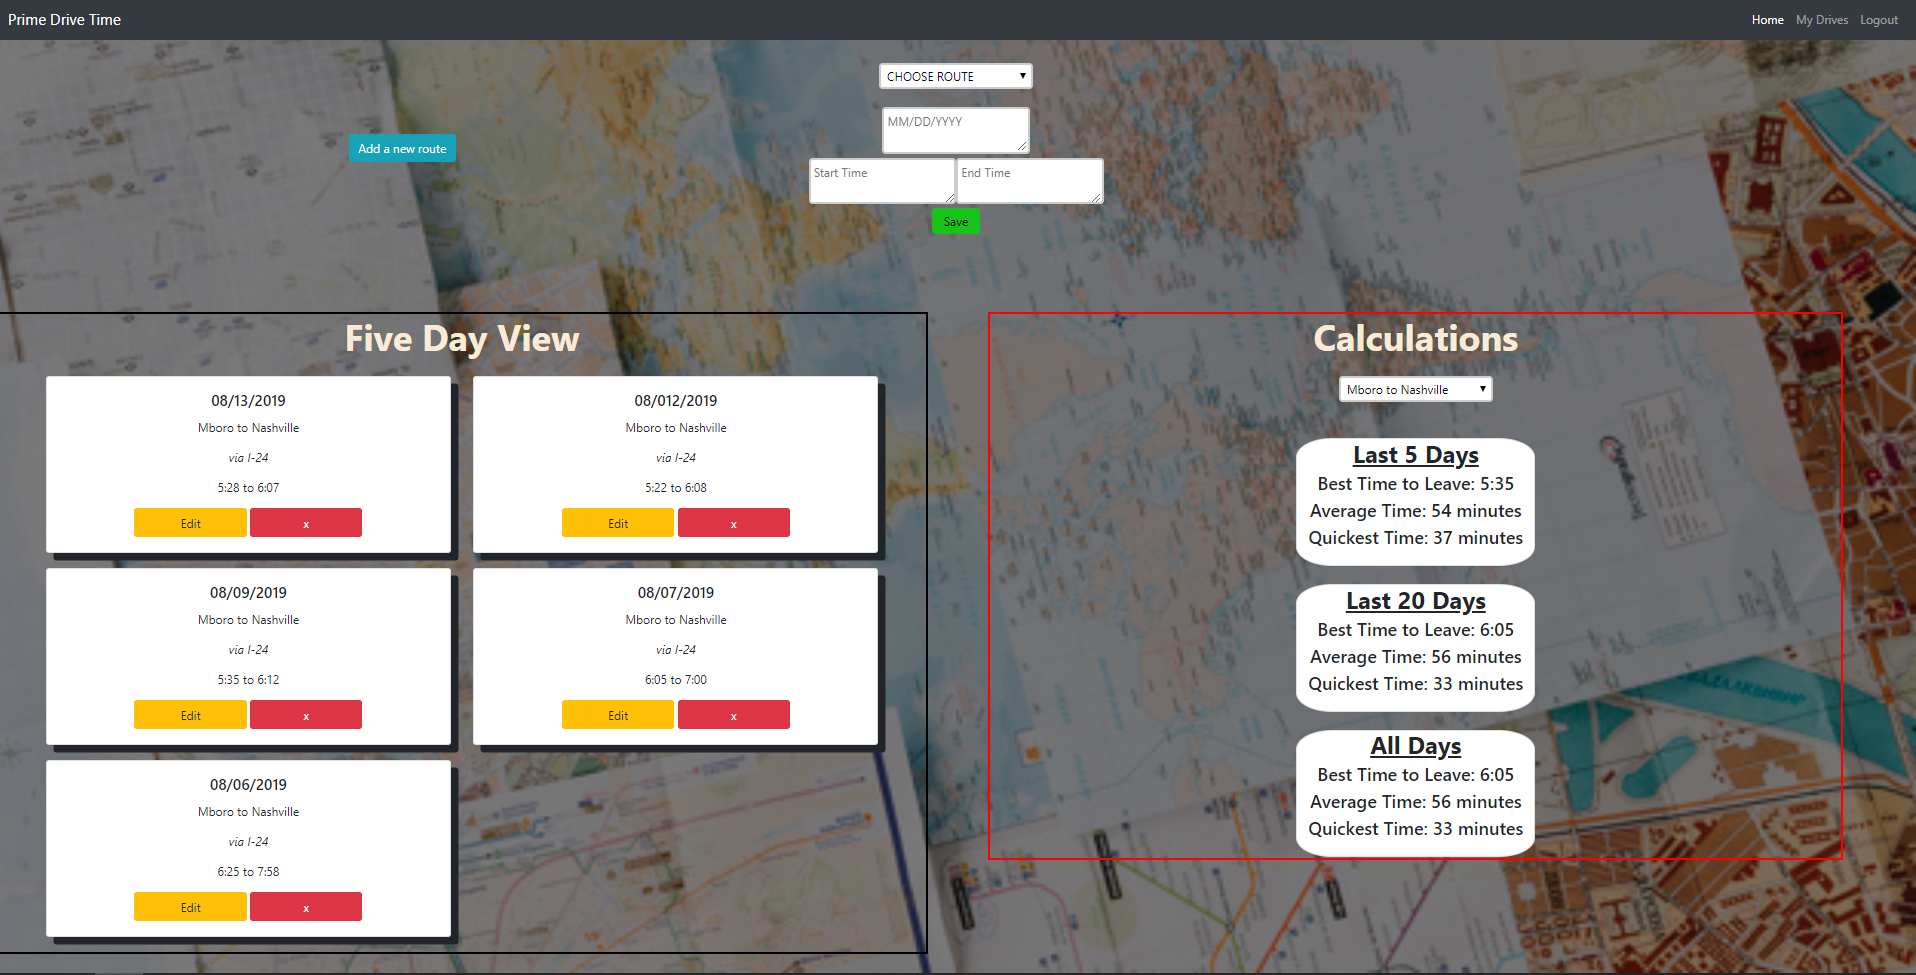 Prime Drive Time
Home My Drives Logout
CHOOSE ROUTE
MM/DD/YYYY
Add a new route
Start Time End Time
Save
Five Day View
08/13/2019
Mboro to Nashville
via I-24
5:28 to 6:07
Edit x
08/012/2019
Mboro to Nashville
via I-24
5:22 to 6:08
Edit x
08/09/2019
Mboro to Nashville
via I-24
5:35 to 6:12
Edit x
08/07/2019
Mboro to Nashville
via I-24
6:05 to 7:00
Edit x
08/06/2019
Mboro to Nashville
via I-24
6:25 to 7:58
Edit x
Calculations
Mboro to Nashville
Last 5 Days
Best Time to Leave: 5:35
Average Time: 54 minutes
Quickest Time: 37 minutes
Last 20 Days
Best Time to Leave: 6:05
Average Time: 56 minutes
Quickest Time: 33 minutes
All Days
Best Time to Leave: 6:05
Average Time: 56 minutes
Quickest Time: 33 minutes